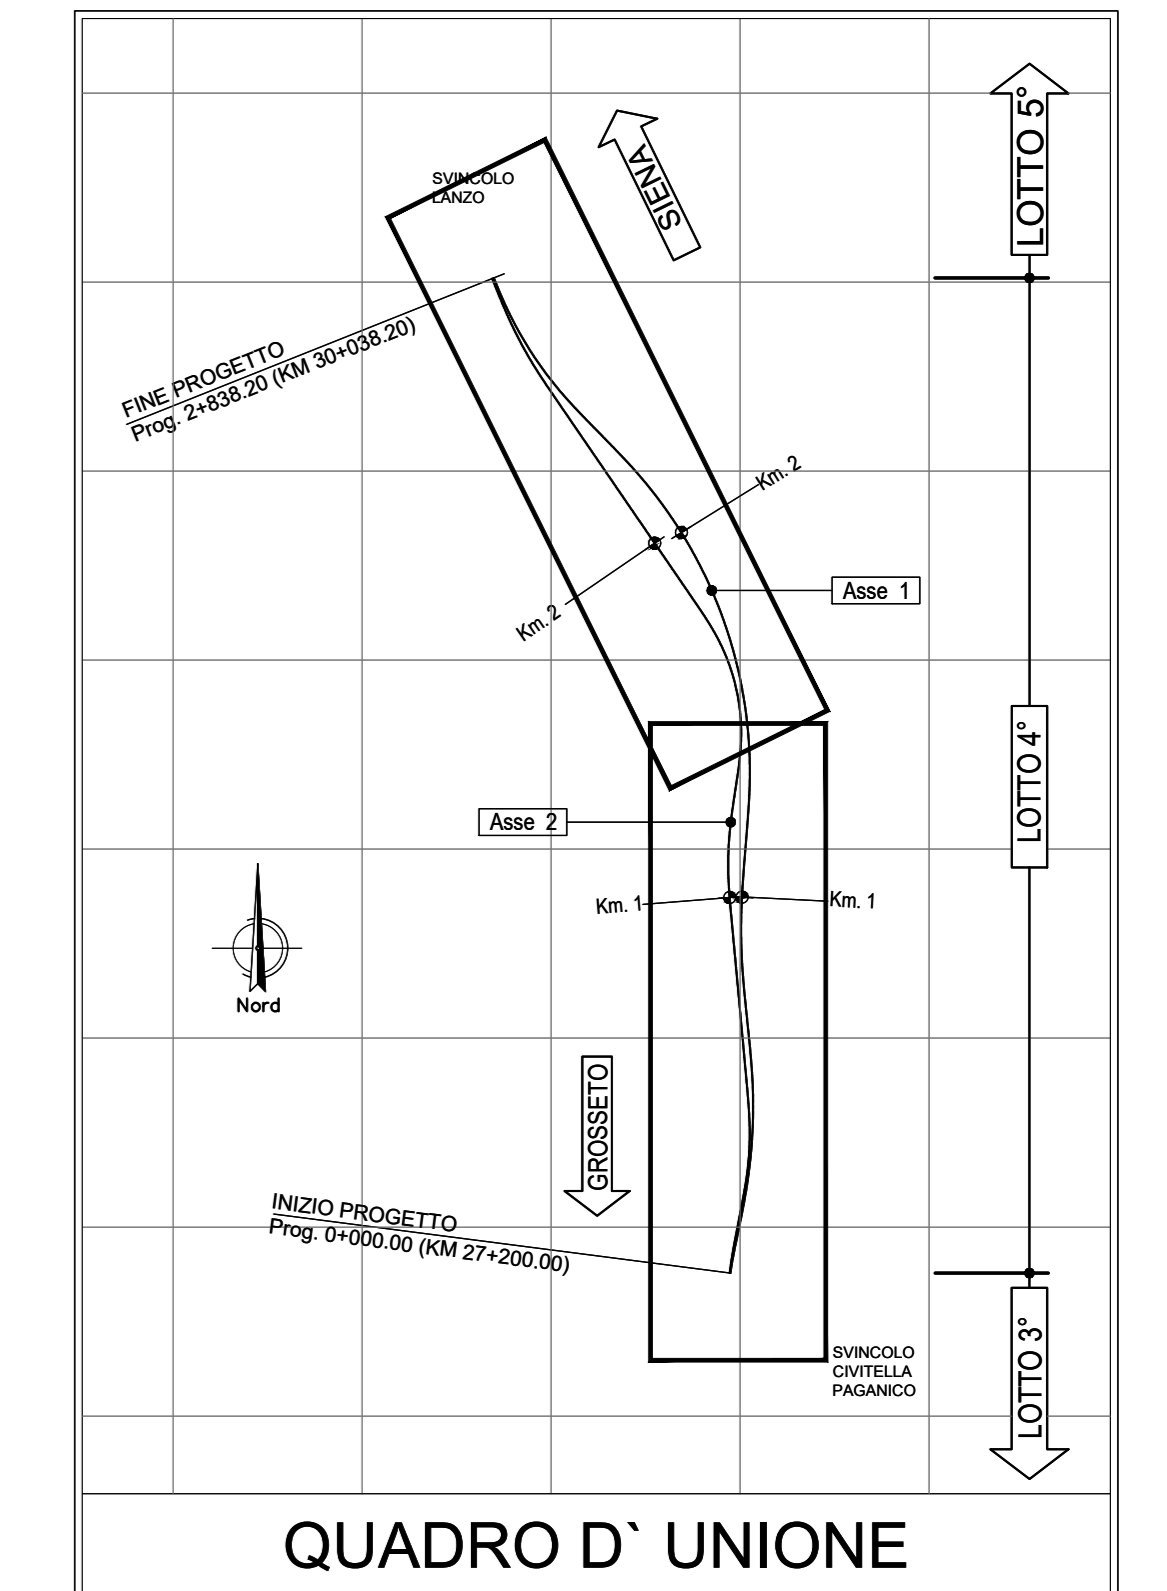 LOTTO 5°
SIENA
SVINCOLO
LANZO
FINE PROGETTO
Prog. 2+838.20 (KM 30+038.20)
Km. 2
Asse 1
Km. 2
LOTTO 4°
Asse 2
Km. 1
Km. 1
Nord
GROSSETO
INIZIO PROGETTO
Prog. 0+000.00 (KM 27+200.00)
SVINCOLO
CIVITELLA
PAGANICO
LOTTO 3°
QUADRO D` UNIONE